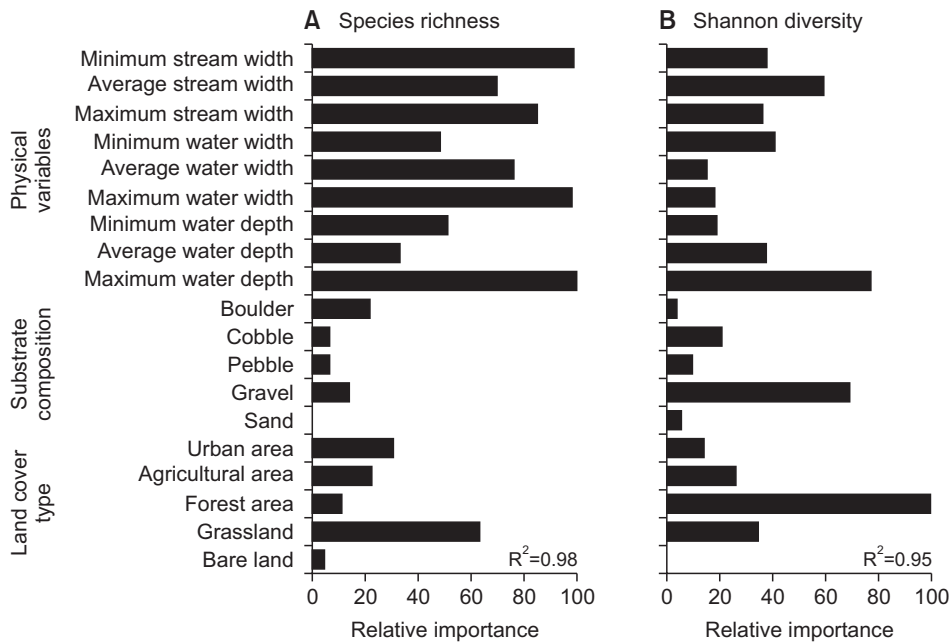 A Species richness
B Shannon diversity
Physical
variables
Minimum stream width
Average stream width
Maximum stream width
Minimum water width
Average water width
Maximum water width
Minimum water depth
Average water depth
Maximum water depth
Substrate
composition
Boulder
Cobble
Pebble
Gravel
Sand
Land cover
type
Urban area
Agricultural area
Forest area
Grassland
Bare land
R²=0.98
R²=0.95
0 20 40 60 80 100
0 20 40 60 80 100
Relative importance
Relative importance